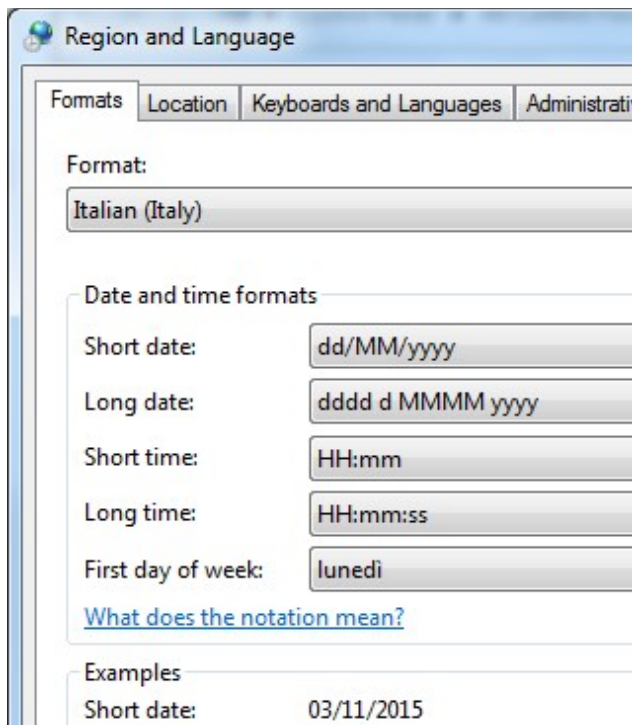 Region and Language
Formats Location Keyboards and Languages Administrati
Format:
Italian (Italy)
Date and time formats
Short date: dd/MM/yyyy
Long date: dddd d MMMM yyyy
Short time: HH:mm
Long time: HH:mm:ss
First day of week: lunedì
What does the notation mean?
Examples
Short date: 03/11/2015